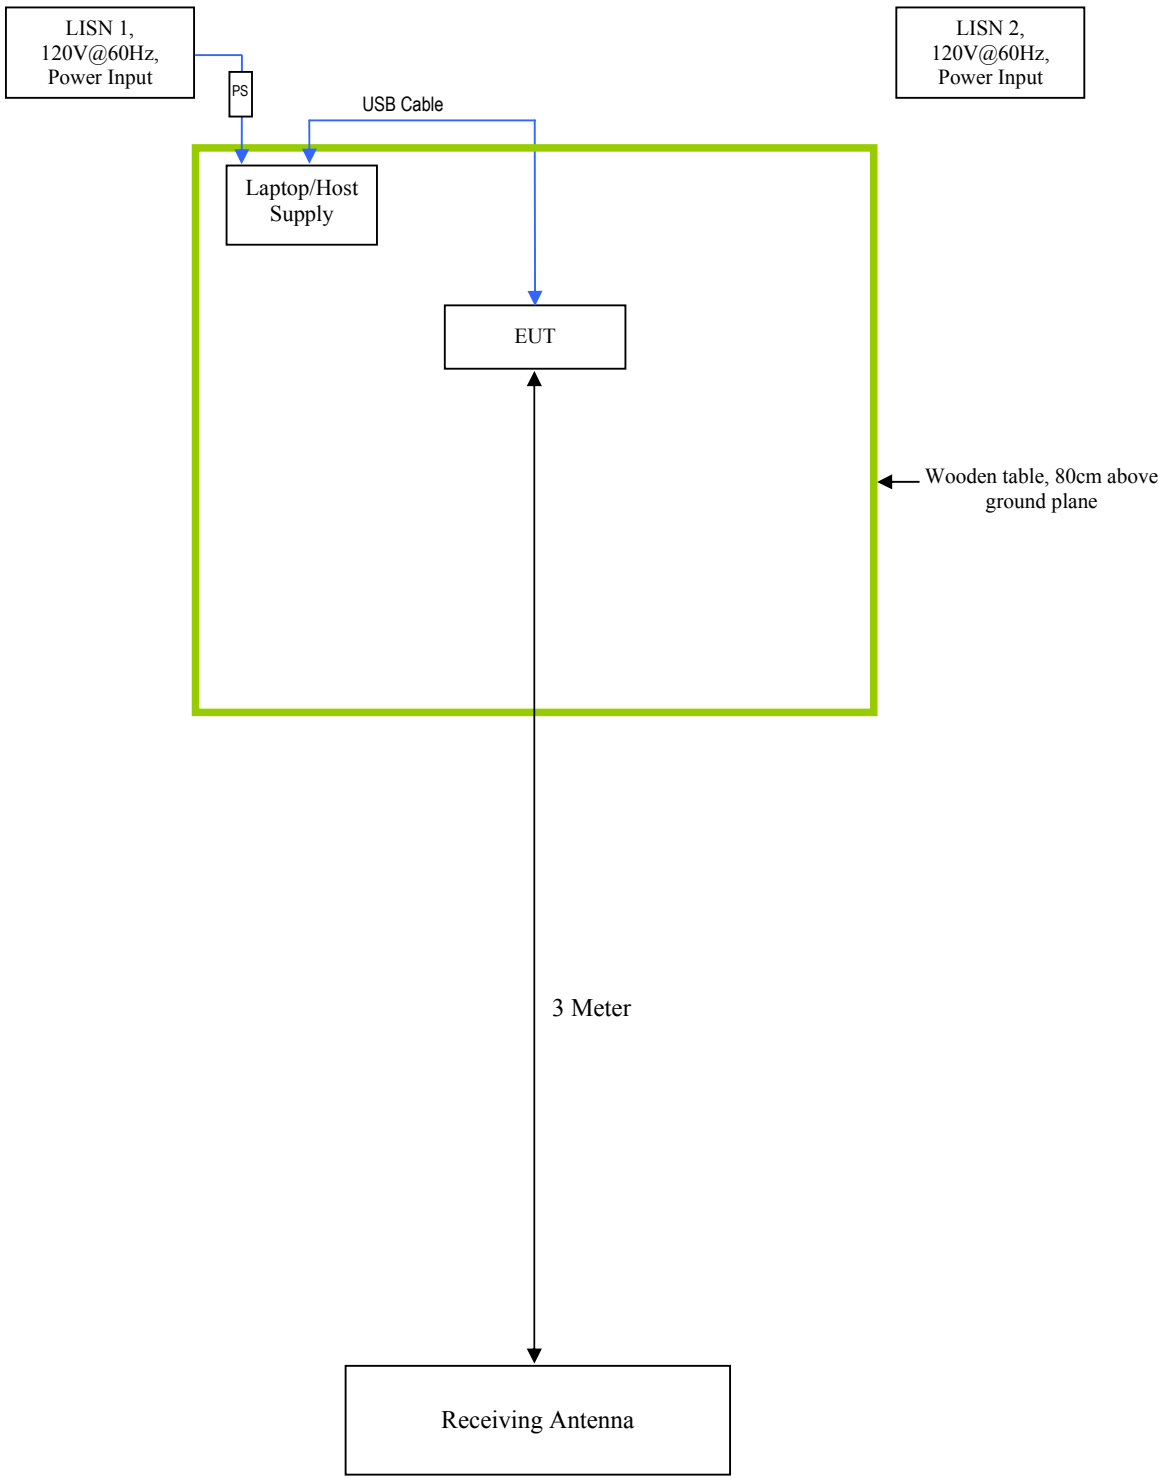 LISN 1,
120V@60Hz,
Power Input
LISN 2,
120V@60Hz,
Power Input
PS
USB Cable
Laptop/Host
Supply
EUT
Wooden table, 80cm above
ground plane
3 Meter
Receiving Antenna